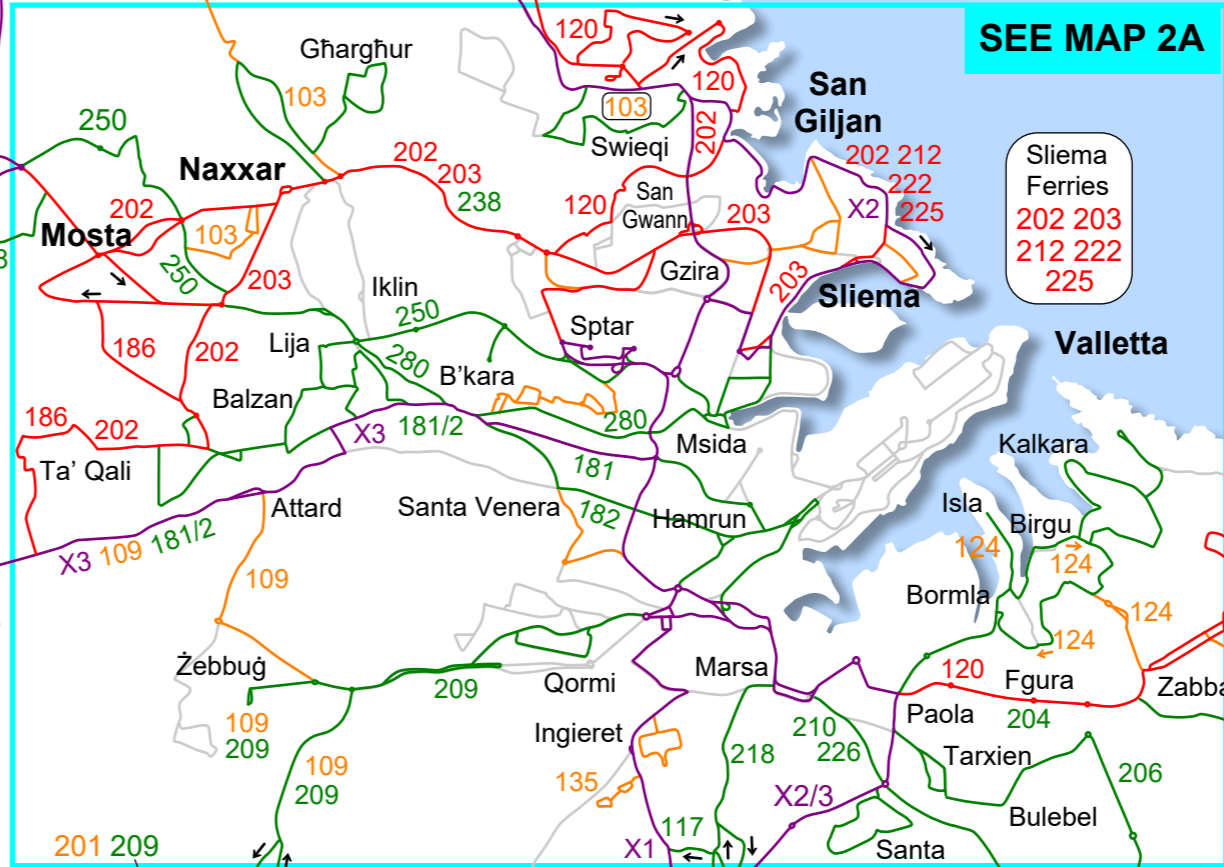 SEE MAP 2A
120
Għargħur
103
103
120
San
Giljan
250
Swieqi
202
Naxxar
202
203
238
202 212
222
225
X2
Sliema
Ferries
202 203
212 222
225
San
Gwann
120
203
202
103
Mosta
250
203
Gzira
203
Sliema
Iklin
250
Sptar
Valletta
186
202
Lija
280
B'kara
Balzan
280
186
202
X3
181/2
Msida
Kalkara
Ta' Qali
181
Attard
Santa Venera
182
Hamrun
Isla
Birgu
X3 109 181/2
124
124
109
Bormla
124
124
Żebbuġ
209
Qormi
Marsa
120
Fgura
Zabba
204
Paola
109
209
Ingieret
210
226
Tarxien
109
209
218
206
135
X2/3
Bulebel
117
201 209
X1
Santa